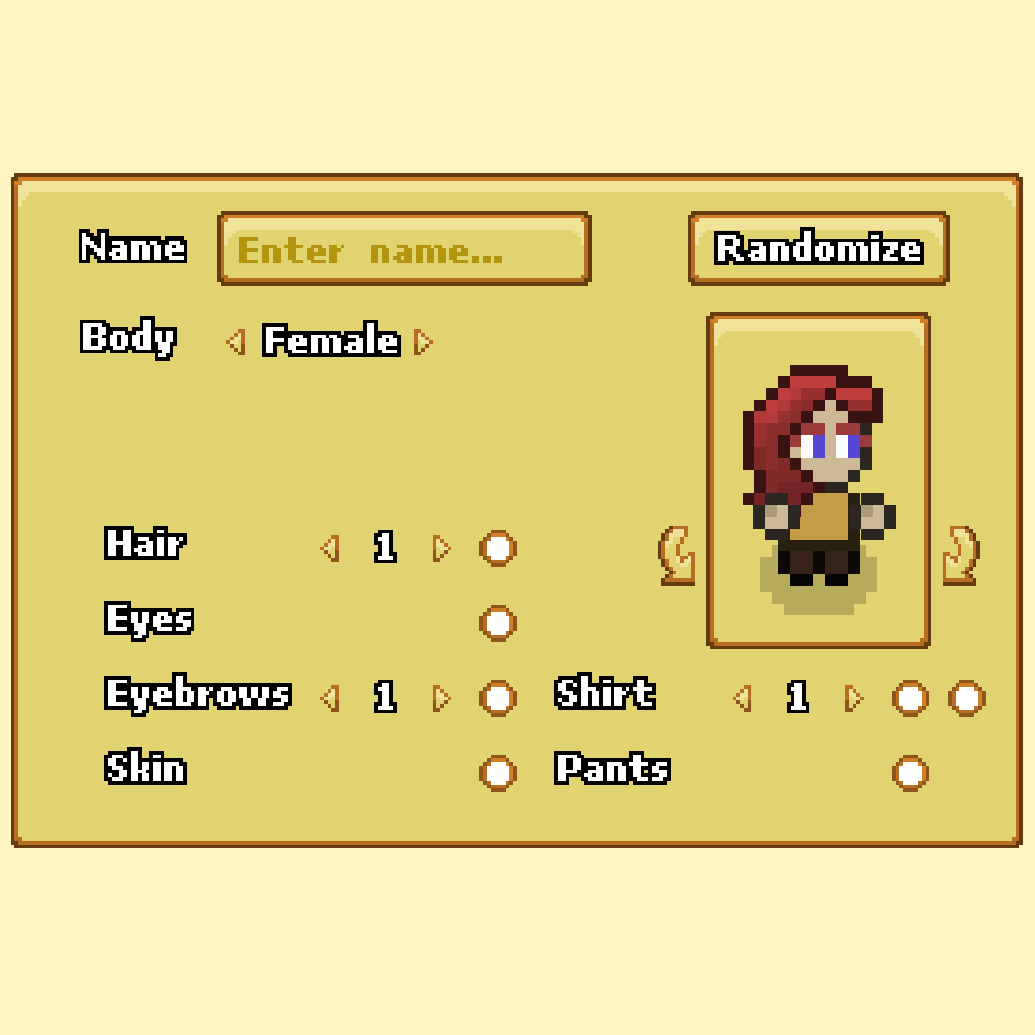 Name
Enter name...
Randomize
Body
Female
Hair
1
Eyes
Eyebrows
1
Shirt
1
Skin
Pants